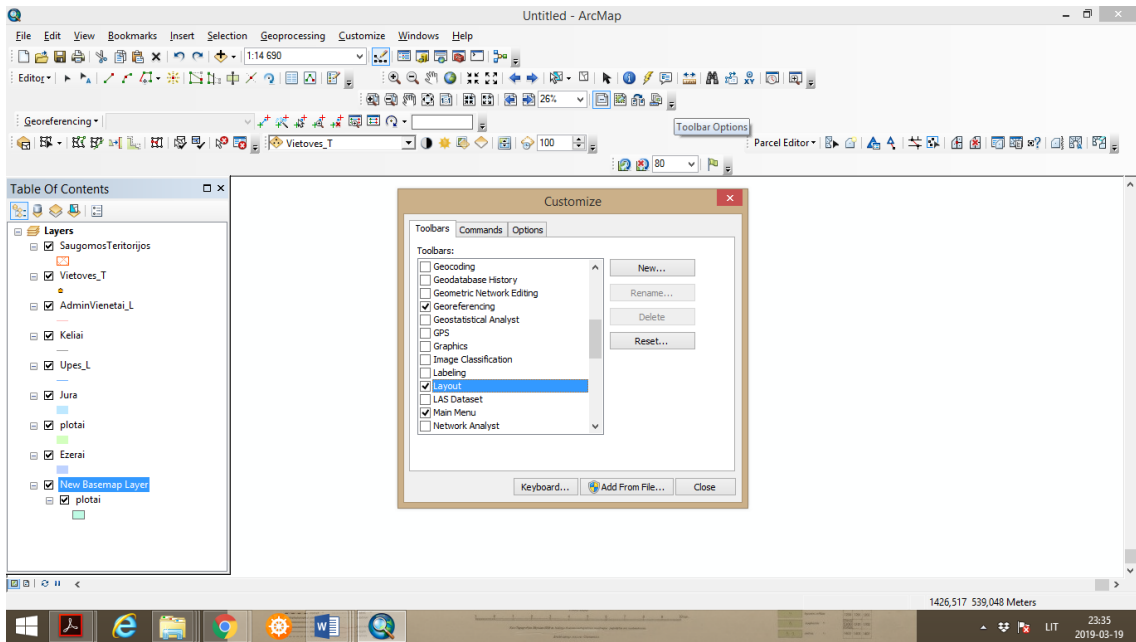 Untitled - ArcMap
File Edit View Bookmarks Insert Selection Geoprocessing Customize Windows Help
1:14 690
Editor
26%
Georeferencing
Toolbar Options
Vietoves_T
100
Parcel Editor
80
Table Of Contents
Layers
SaugomosTeritorijos
Vietoves_T
AdminVienetai_L
Keliai
Upes_L
Jura
plotai
Ezerai
New Basemap Layer
plotai
Customize
Toolbars Commands Options
Toolbars:
Geocoding
Geodatabase History
Geometric Network Editing
Georeferencing
Geostatistical Analyst
GPS
Graphics
Image Classification
Labeling
Layout
LAS Dataset
Main Menu
Network Analyst
New...
Rename...
Delete
Reset...
Keyboard... Add From File... Close
1426,517 539,048 Meters
LIT
23:35
2019-03-19